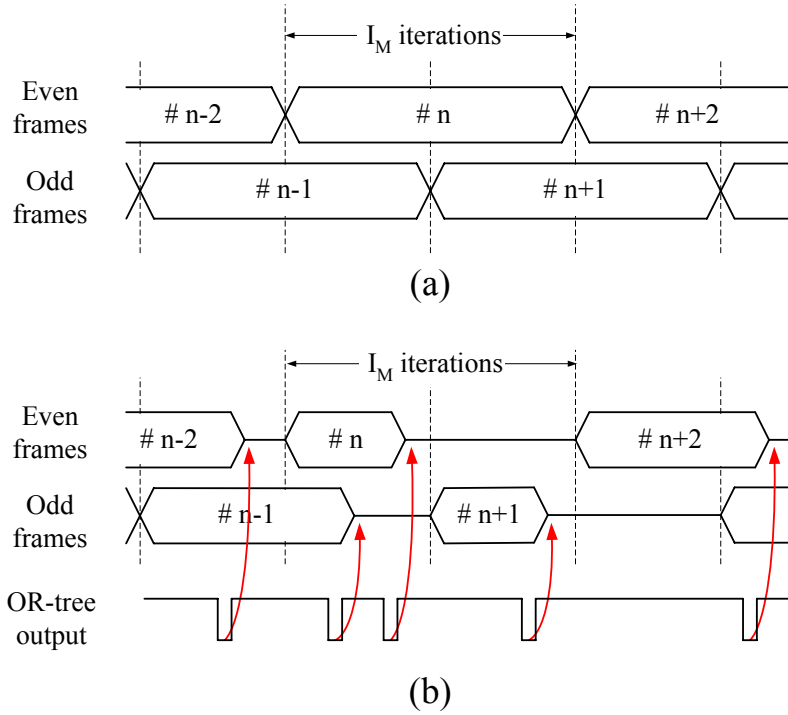 I_M iterations
Even frames
# n-2
# n
# n+2
Odd frames
# n-1
# n+1
(a)
I_M iterations
Even frames
# n-2
# n
# n+2
Odd frames
# n-1
# n+1
OR-tree output
(b)